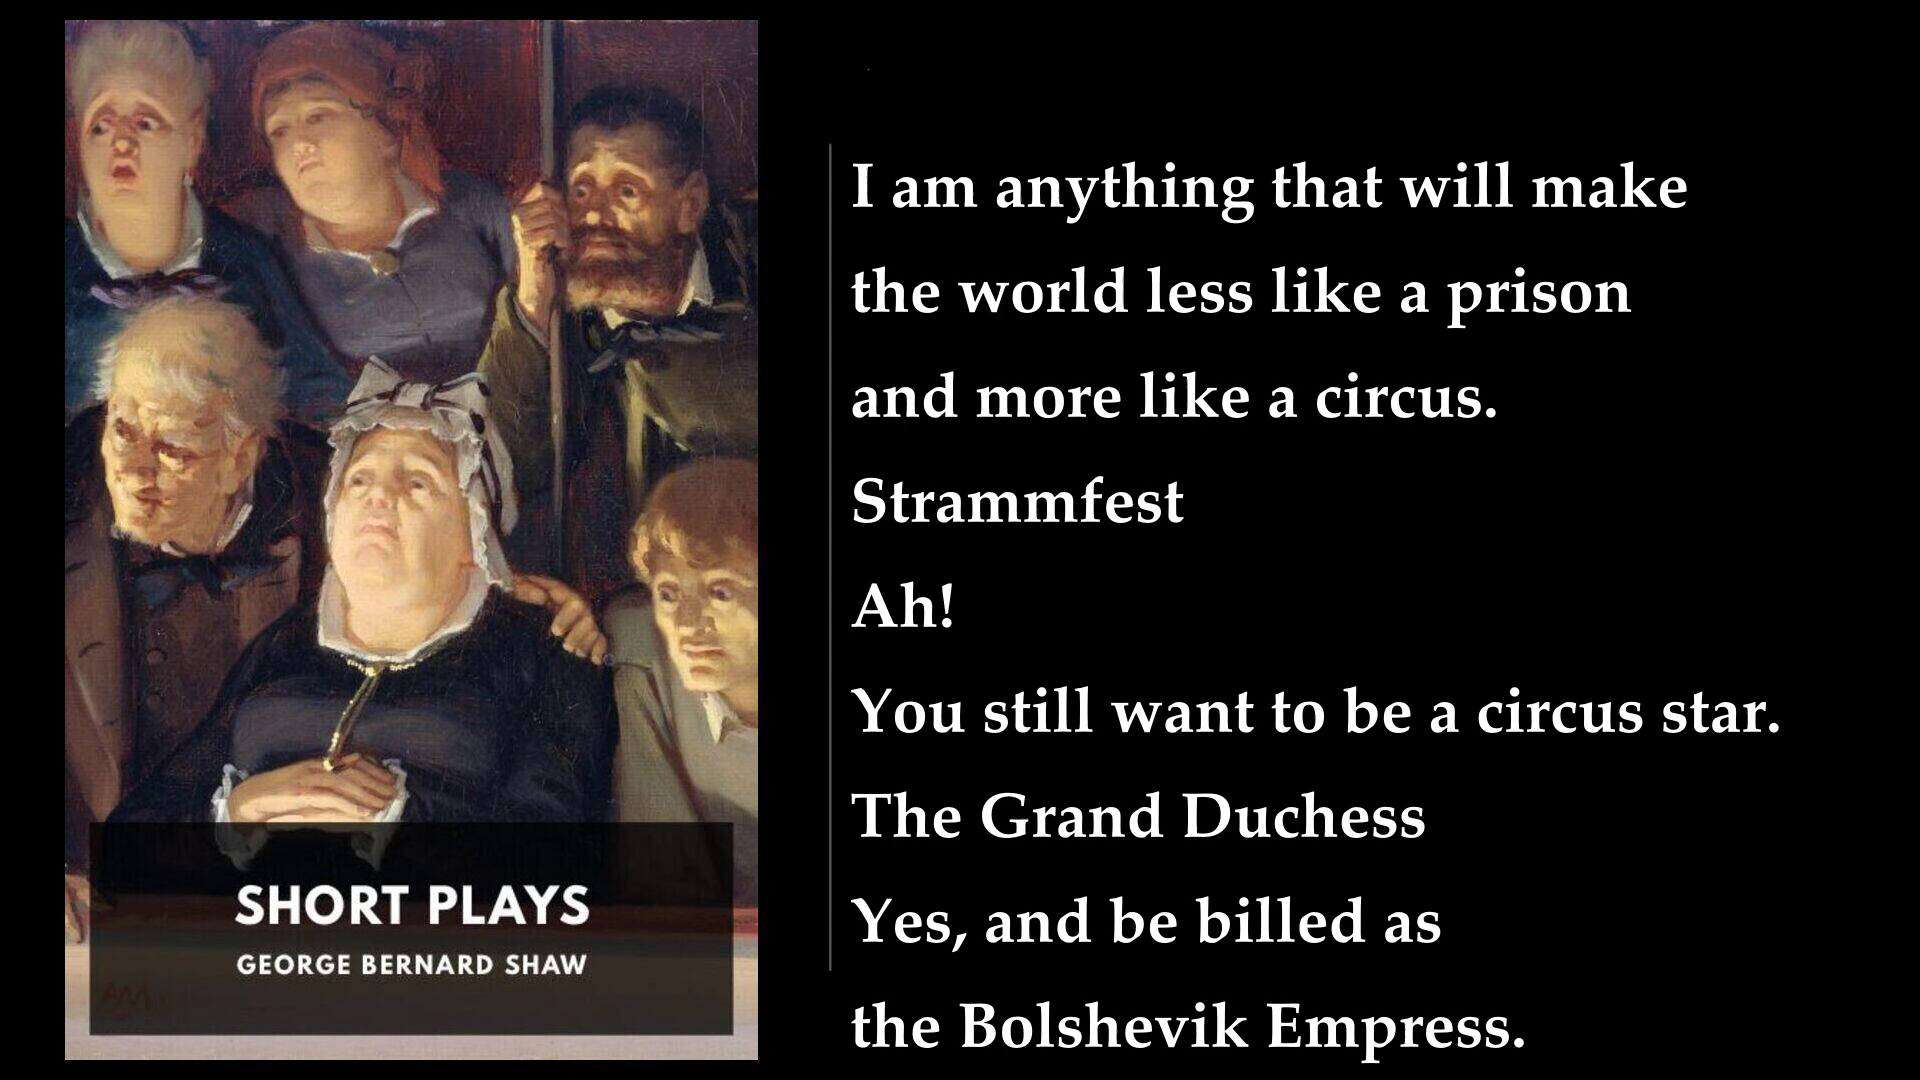 SHORT PLAYS
GEORGE BERNARD SHAW
I am anything that will make
the world less like a prison
and more like a circus.
Strammfest
Ah!
You still want to be a circus star.
The Grand Duchess
Yes, and be billed as
the Bolshevik Empress.